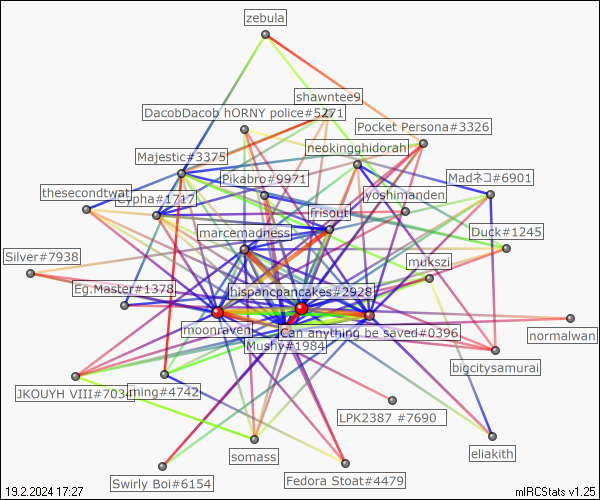 zebula
shawntee9
DacobDacob hORNY police#5271
Pocket Persona#3326
neokingghidorah
Majestic#3375
Pikabro#9971
Madネコ#6901
thesecondtwat
Cypha#1717
lyoshimanden
frisout
marcemadness
Duck#1245
Silver#7938
mukszi
Eg.Master#1378
hispancpancakes#2928
moonraven
Can anything be saved#0396
normalwan
Mushy#1984
bigcitysamurai
JKOUYH VIII#7034
ming#4742
LPK2387 #7690
somass
eliakith
Swirly Boi#6154
Fedora Stoat#4479
19.2.2024 17:27
mIRCStats v1.25